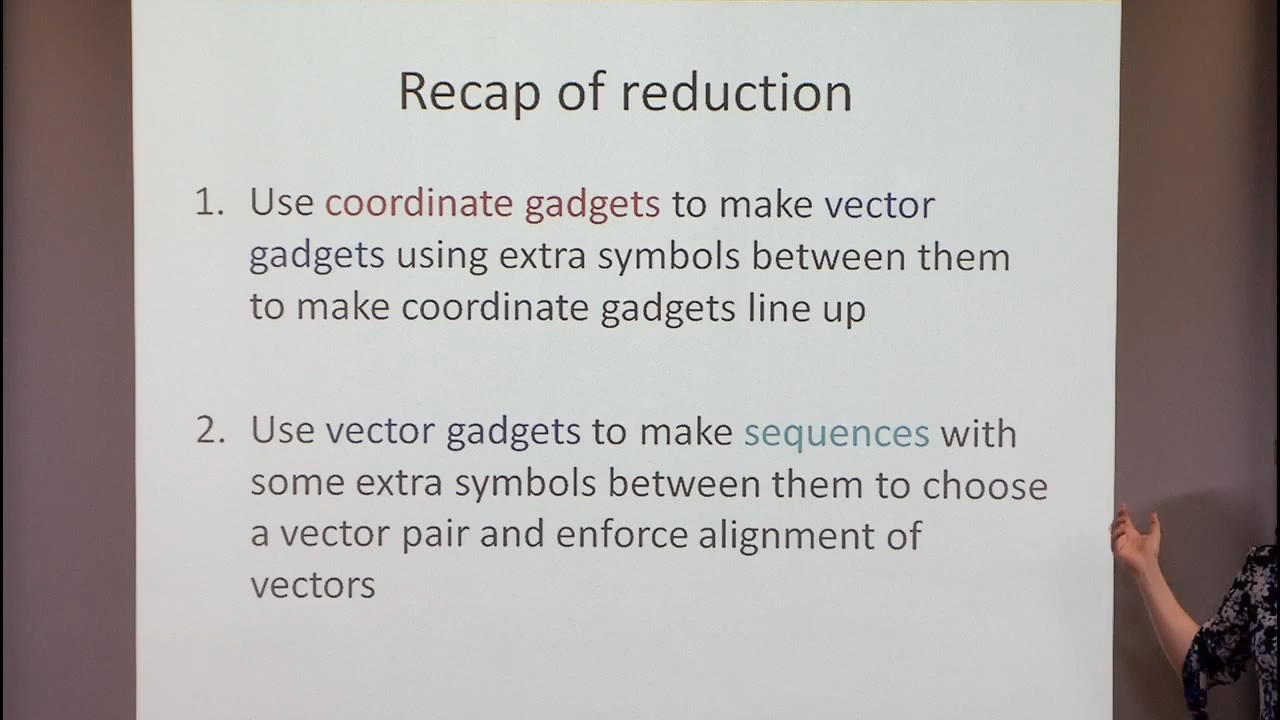 Recap of reduction
1. Use coordinate gadgets to make vector
gadgets using extra symbols between them
to make coordinate gadgets line up
2. Use vector gadgets to make sequences with
some extra symbols between them to choose
a vector pair and enforce alignment of
vectors